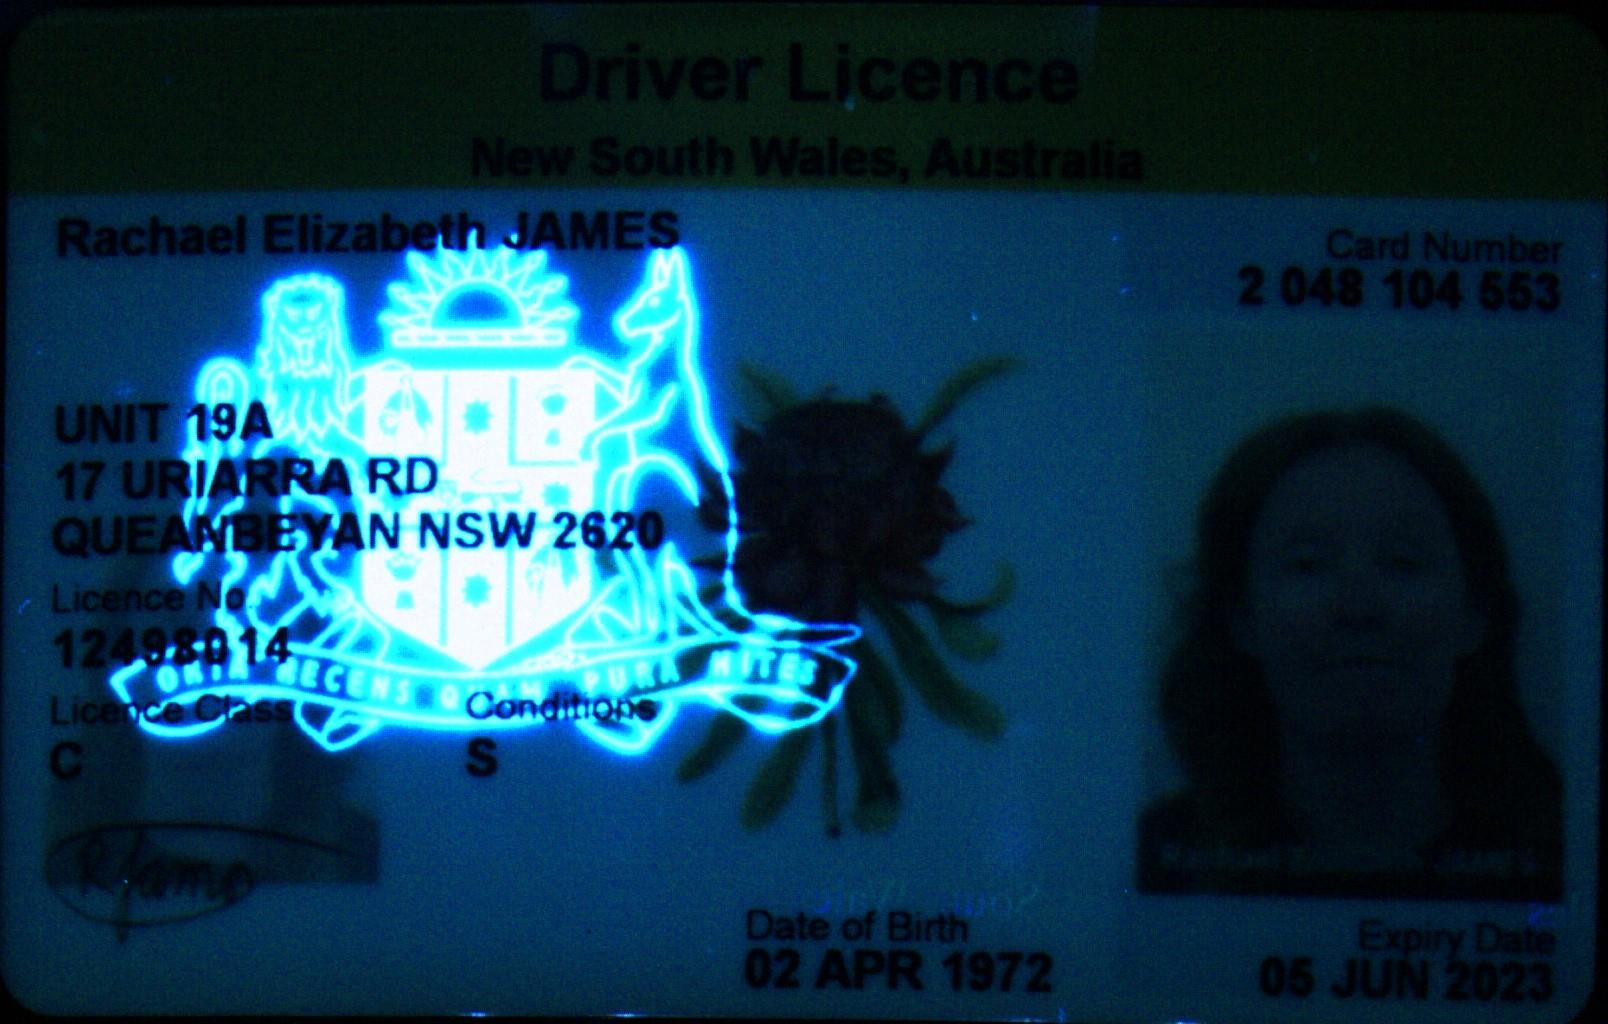 Driver Licence
New South Wales, Australia
Rachael Elizabeth JAMES
Card Number
2 048 104 553
UNIT 19A
17 URIARRA RD
QUEANBEYAN NSW 2620
Licence No.
12498014
ORTA RECENS QUAM PURA NITES
Licence Class
Conditions
C
S
RJames
Date of Birth
02 APR 1972
Expiry Date
05 JUN 2023